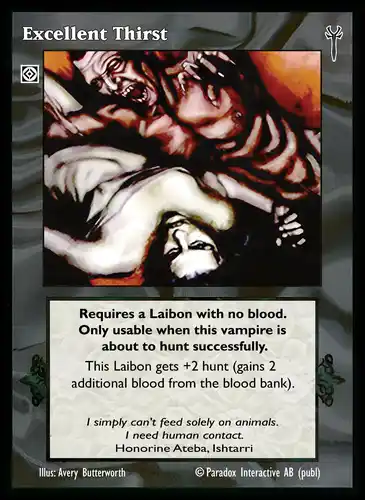 Excellent Thirst
Requires a Laibon with no blood.
Only usable when this vampire is
about to hunt successfully.
This Laibon gets +2 hunt (gains 2
additional blood from the blood bank).
I simply can't feed solely on animals.
I need human contact.
Honorine Ateba, Ishtarri
Illus: Avery Butterworth
© Paradox Interactive AB (publ)